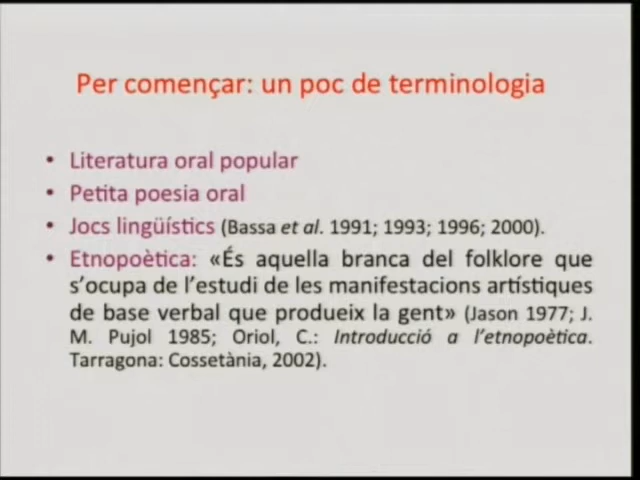 Per començar: un poc de terminologia
• Literatura oral popular
• Petita poesia oral
• Jocs lingüístics (Bassa et al. 1991; 1993; 1996; 2000).
• Etnopoètica: «És aquella branca del folklore que
s’ocupa de l’estudi de les manifestacions artístiques
de base verbal que produeix la gent» (Jason 1977; J.
M. Pujol 1985; Oriol, C.: Introducció a l’etnopoètica.
Tarragona: Cossetània, 2002).